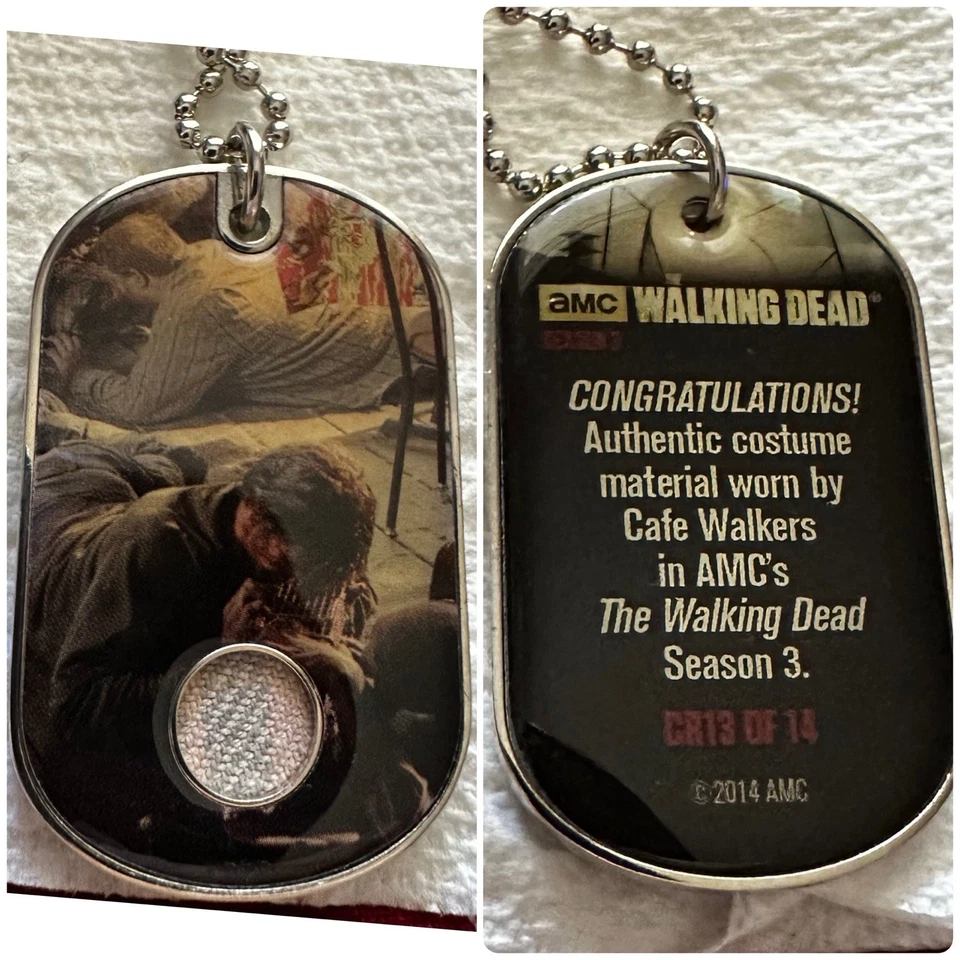 aMC WALKING DEAD®
CONGRATULATIONS!
Authentic costume
material worn by
Cafe Walkers
in AMC's
The Walking Dead
Season 3.
CR13 OF 14
©2014 AMC